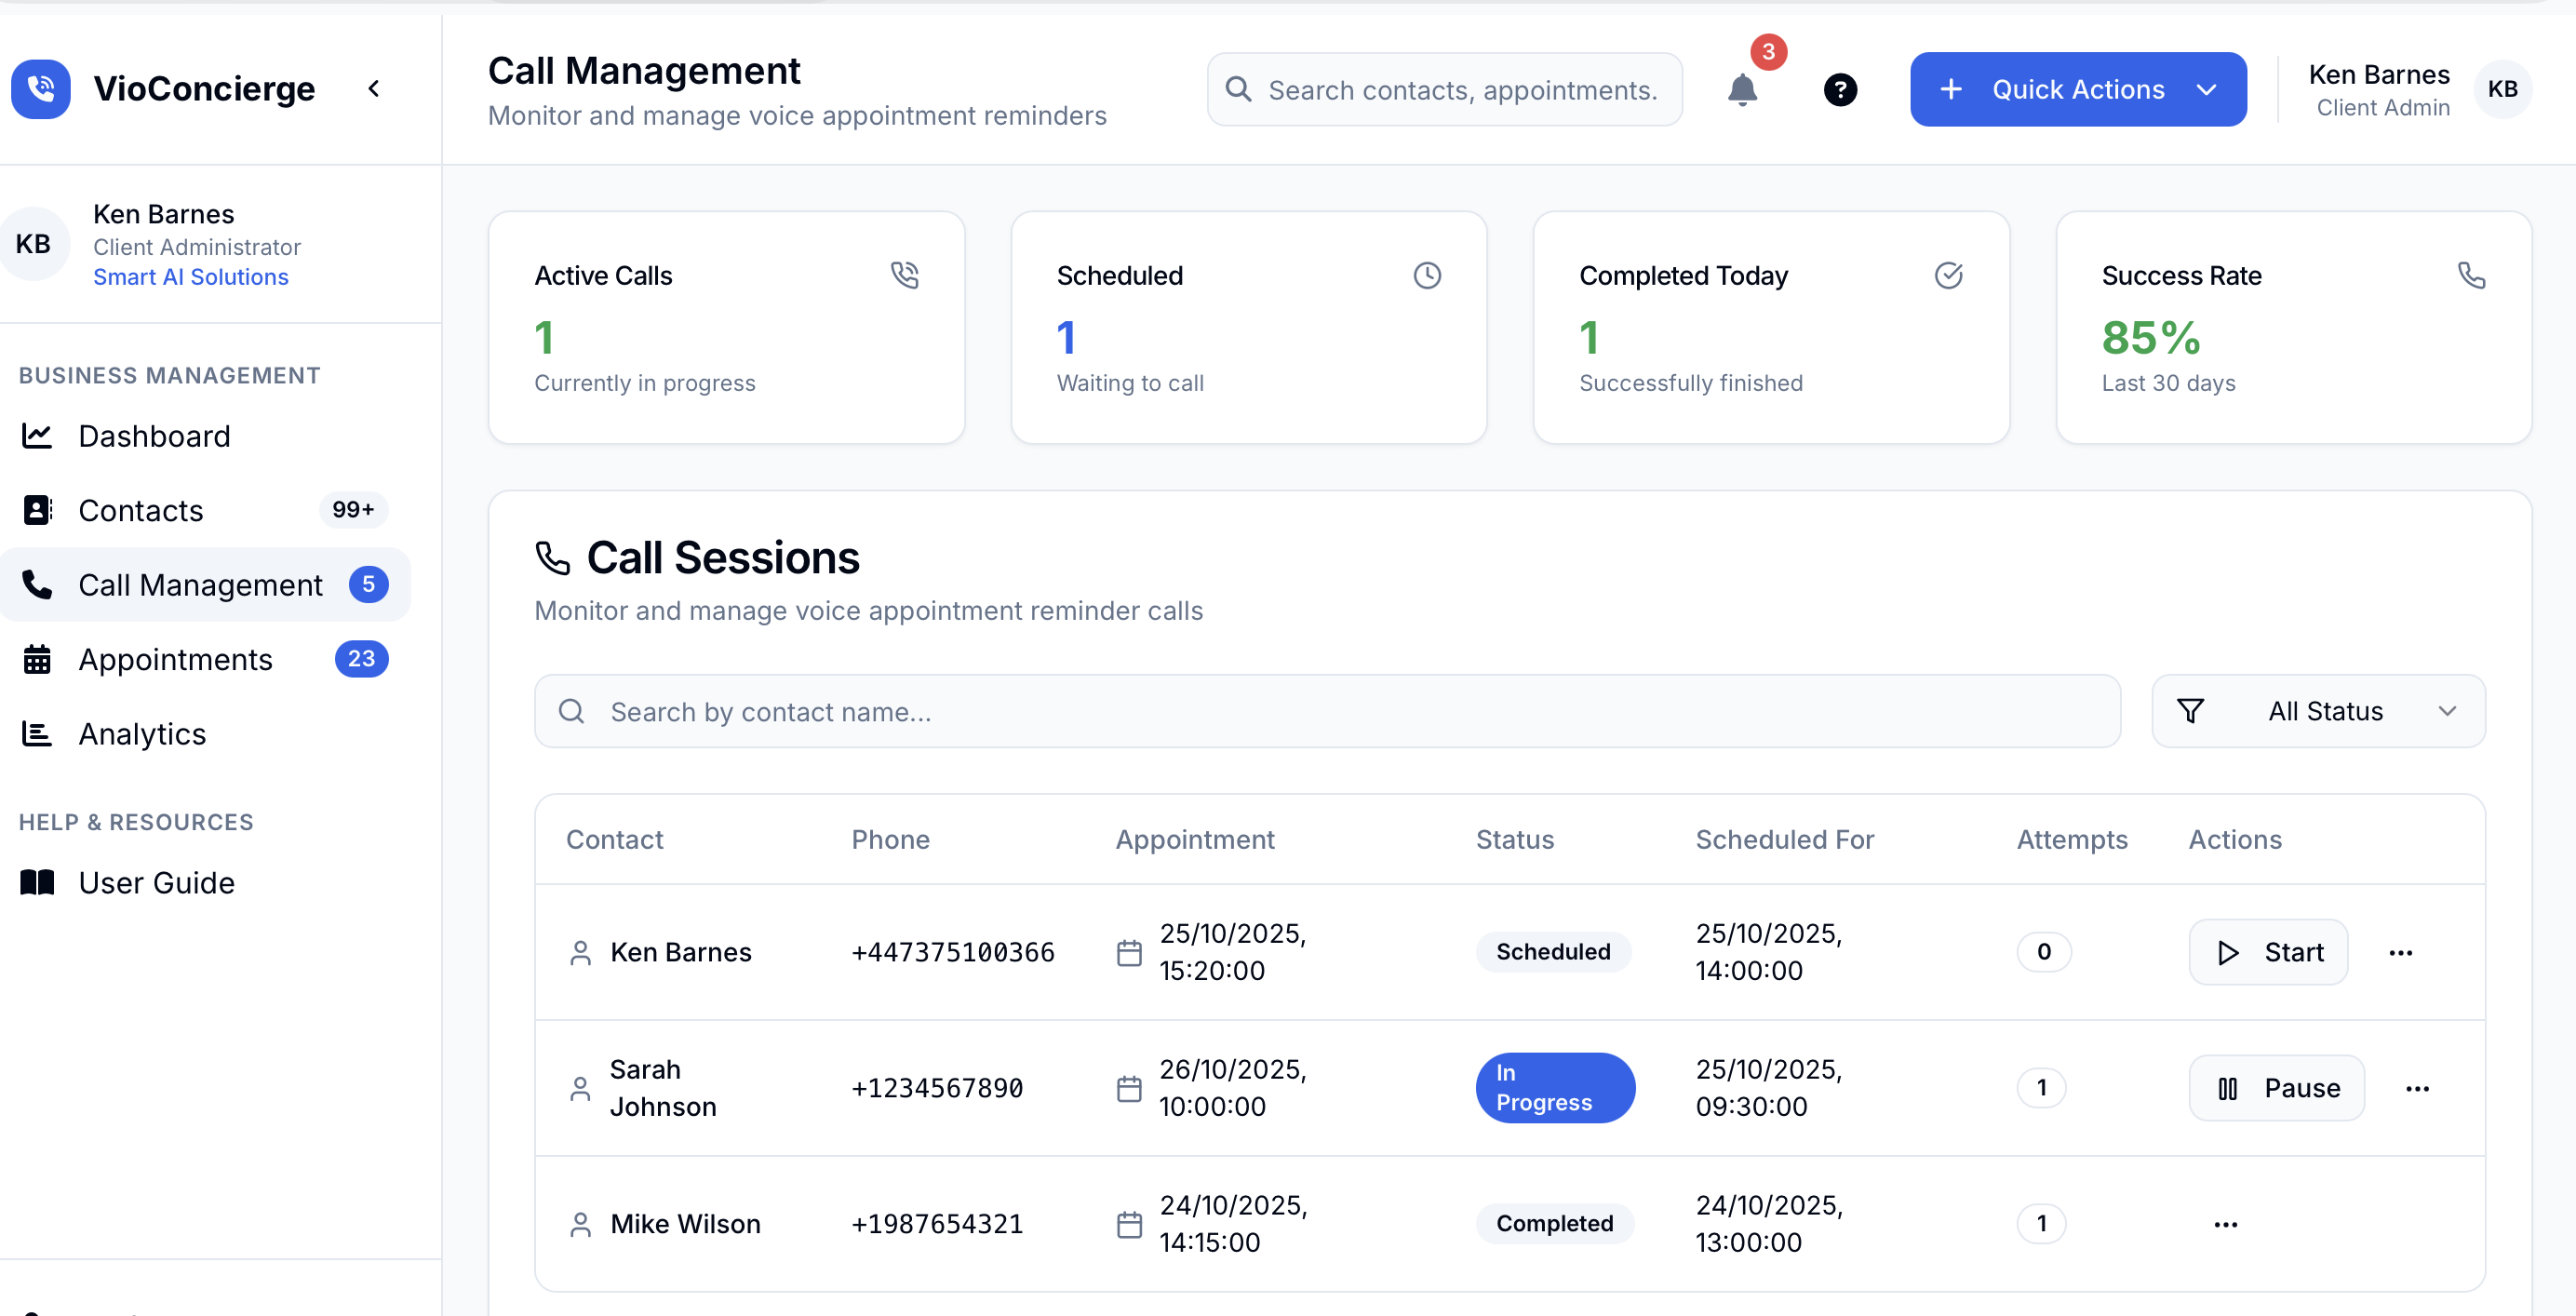 VioConcierge
Call Management
Monitor and manage voice appointment reminders
Search contacts, appointments.
3
?
+ Quick Actions
Ken Barnes
Client Admin
KB
KB
Ken Barnes
Client Administrator
Smart AI Solutions
BUSINESS MANAGEMENT
Dashboard
Contacts 99+
Call Management 5
Appointments 23
Analytics
HELP & RESOURCES
User Guide
Active Calls
1
Currently in progress
Scheduled
1
Waiting to call
Completed Today
1
Successfully finished
Success Rate
85%
Last 30 days
Call Sessions
Monitor and manage voice appointment reminder calls
Search by contact name...
All Status
Contact Phone Appointment Status Scheduled For Attempts Actions
Ken Barnes +447375100366 25/10/2025, 15:20:00 Scheduled 25/10/2025, 14:00:00 0 Start ...
Sarah Johnson +1234567890 26/10/2025, 10:00:00 In Progress 25/10/2025, 09:30:00 1 Pause ...
Mike Wilson +1987654321 24/10/2025, 14:15:00 Completed 24/10/2025, 13:00:00 1 ...